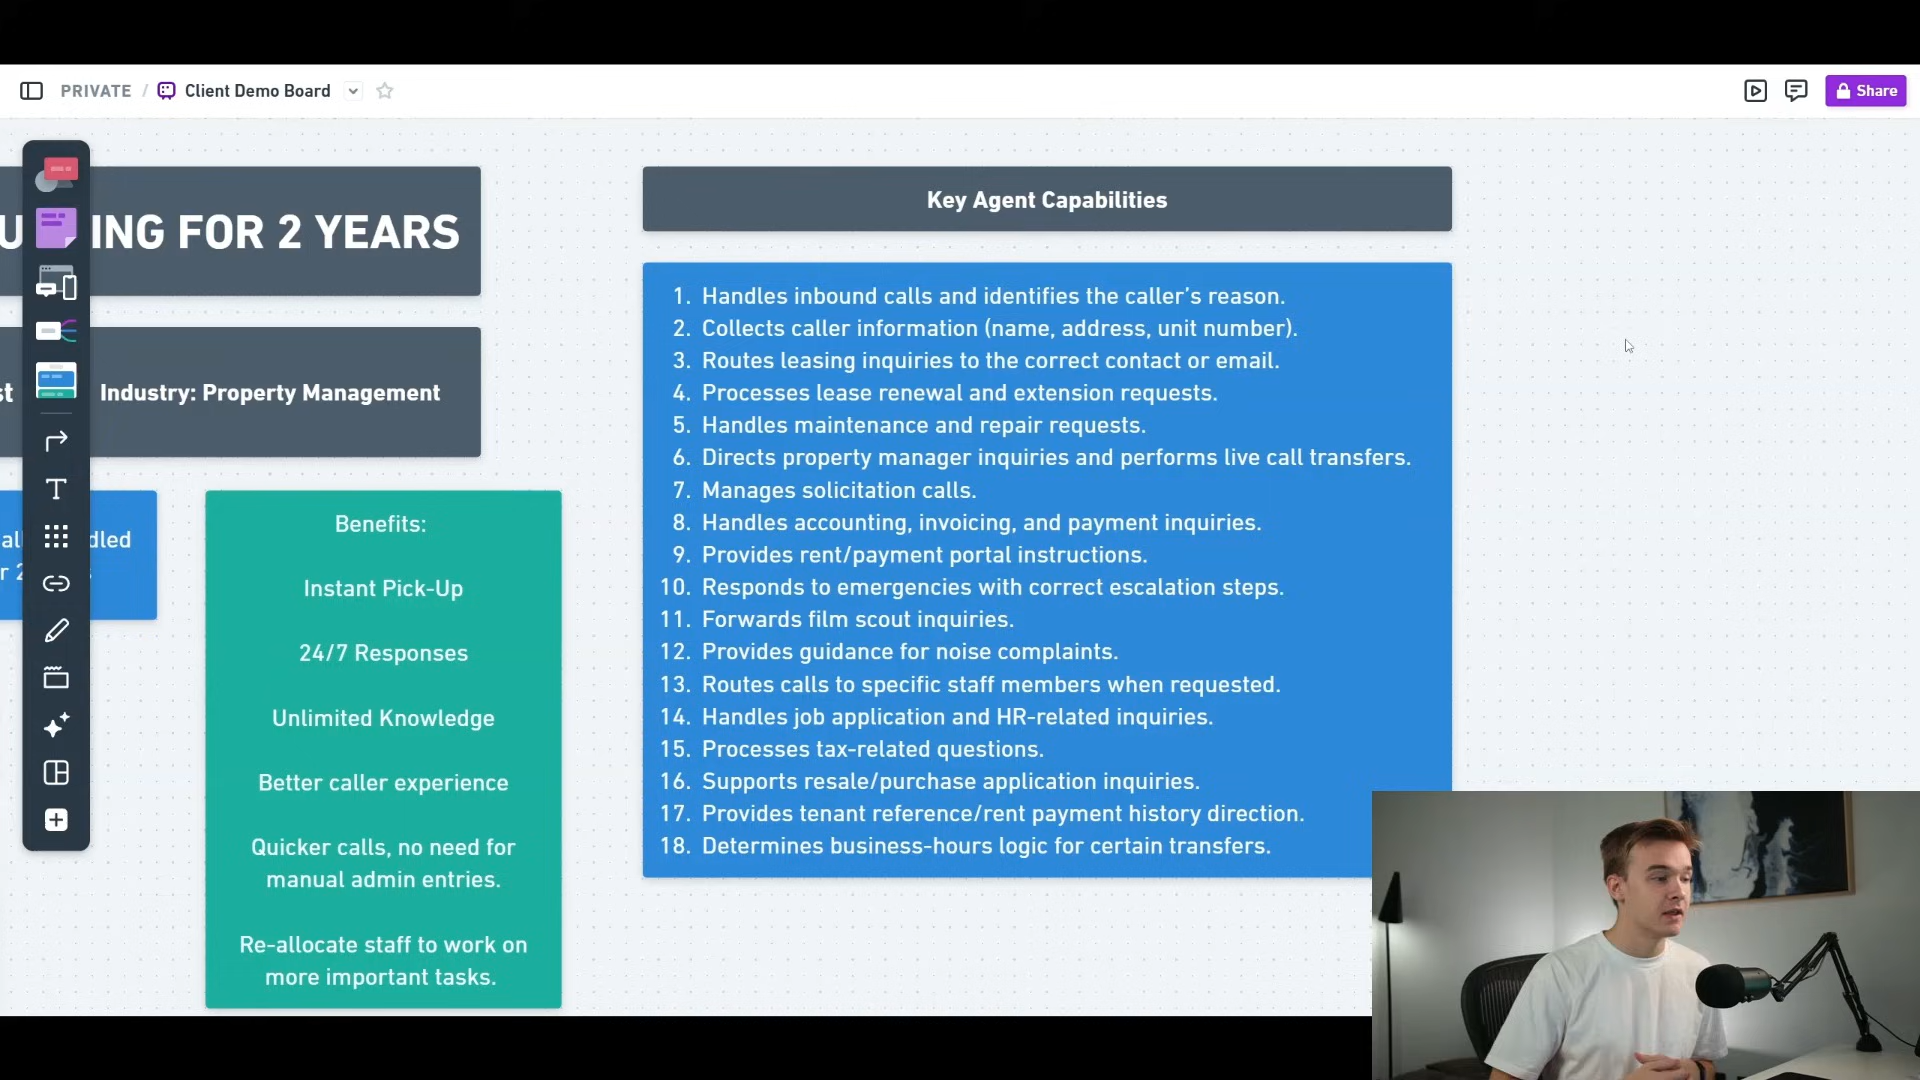 PRIVATE / Client Demo Board
Share
ING FOR 2 YEARS
Industry: Property Management
Benefits:
Instant Pick-Up
24/7 Responses
Unlimited Knowledge
Better caller experience
Quicker calls, no need for
manual admin entries.
Re-allocate staff to work on
more important tasks.
Key Agent Capabilities
1. Handles inbound calls and identifies the caller's reason.
2. Collects caller information (name, address, unit number).
3. Routes leasing inquiries to the correct contact or email.
4. Processes lease renewal and extension requests.
5. Handles maintenance and repair requests.
6. Directs property manager inquiries and performs live call transfers.
7. Manages solicitation calls.
8. Handles accounting, invoicing, and payment inquiries.
9. Provides rent/payment portal instructions.
10. Responds to emergencies with correct escalation steps.
11. Forwards film scout inquiries.
12. Provides guidance for noise complaints.
13. Routes calls to specific staff members when requested.
14. Handles job application and HR-related inquiries.
15. Processes tax-related questions.
16. Supports resale/purchase application inquiries.
17. Provides tenant reference/rent payment history direction.
18. Determines business-hours logic for certain transfers.